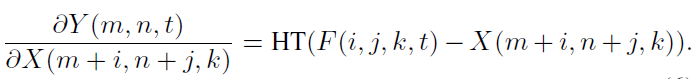 ∂Y(m, n, t) / ∂X(m + i, n + j, k) = HT(F(i, j, k, t) − X(m + i, n + j, k)).